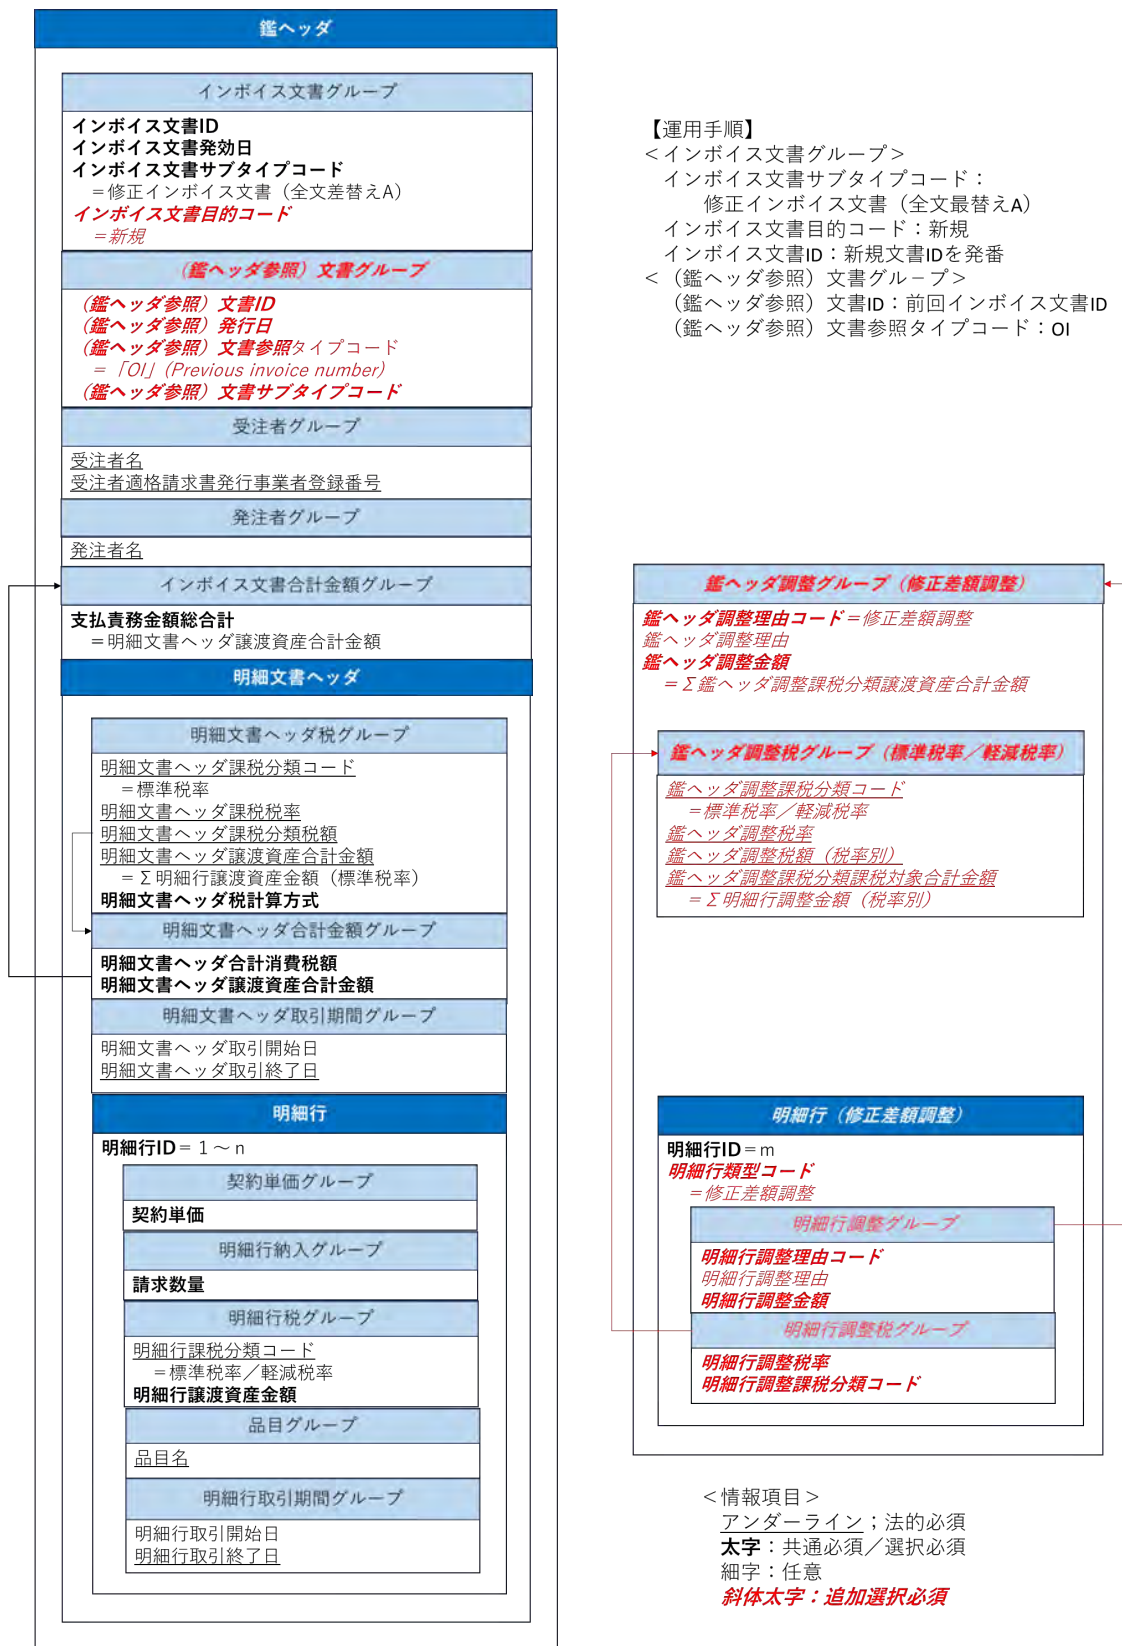 鑑ヘッダ
インボイス文書グループ
インボイス文書ID
インボイス文書発効日
インボイス文書サブタイプコード
＝修正インボイス文書（全文差替えA）
インボイス文書目的コード
＝新規
（鑑ヘッダ参照）文書グループ
（鑑ヘッダ参照）文書ID
（鑑ヘッダ参照）発行日
（鑑ヘッダ参照）文書参照タイプコード
＝「OI」(Previous invoice number)
（鑑ヘッダ参照）文書サブタイプコード
受注者グループ
受注者名
受注者適格請求書発行事業者登録番号
発注者グループ
発注者名
インボイス文書合計金額グループ
支払責務金額総合計
＝明細文書ヘッダ譲渡資産合計金額
明細文書ヘッダ
明細文書ヘッダ税グループ
明細文書ヘッダ課税分類コード
＝標準税率
明細文書ヘッダ課税税率
明細文書ヘッダ課税分類税額
明細文書ヘッダ譲渡資産合計金額
＝Σ明細行譲渡資産金額（標準税率）
明細文書ヘッダ税計算方式
明細文書ヘッダ合計金額グループ
明細文書ヘッダ合計消費税額
明細文書ヘッダ譲渡資産合計金額
明細文書ヘッダ取引期間グループ
明細文書ヘッダ取引開始日
明細文書ヘッダ取引終了日
明細行
明細行ID＝１～ｎ
契約単価グループ
契約単価
明細行納入グループ
請求数量
明細行税グループ
明細行課税分類コード
＝標準税率／軽減税率
明細行譲渡資産金額
品目グループ
品目名
明細行取引期間グループ
明細行取引開始日
明細行取引終了日
【運用手順】
＜インボイス文書グループ＞
インボイス文書サブタイプコード：
修正インボイス文書（全文最替えA）
インボイス文書目的コード：新規
インボイス文書ID：新規文書IDを発番
＜（鑑ヘッダ参照）文書グループ＞
（鑑ヘッダ参照）文書ID：前回インボイス文書ID
（鑑ヘッダ参照）文書参照タイプコード：OI
鑑ヘッダ調整グループ（修正差額調整）
鑑ヘッダ調整理由コード＝修正差額調整
鑑ヘッダ調整理由
鑑ヘッダ調整金額
＝Σ鑑ヘッダ調整課税分類譲渡資産合計金額
鑑ヘッダ調整税グループ（標準税率／軽減税率）
鑑ヘッダ調整課税分類コード
＝標準税率／軽減税率
鑑ヘッダ調整税率
鑑ヘッダ調整税額（税率別）
鑑ヘッダ調整課税分類課税対象合計金額
＝Σ明細行調整金額（税率別）
明細行（修正差額調整）
明細行ID＝m
明細行類型コード
＝修正差額調整
明細行調整グループ
明細行調整理由コード
明細行調整理由
明細行調整金額
明細行調整税グループ
明細行調整税率
明細行調整課税分類コード
＜情報項目＞
アンダーライン；法的必須
太字：共通必須／選択必須
細字：任意
斜体太字：追加選択必須